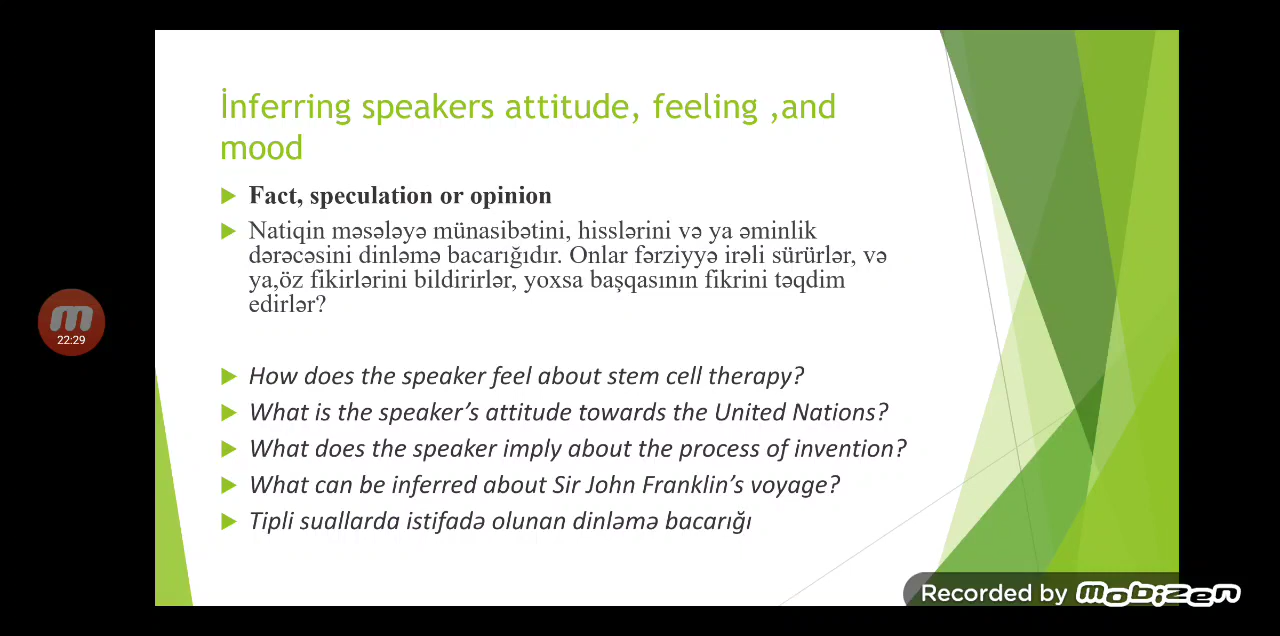 İnferring speakers attitude, feeling ,and
mood
Fact, speculation or opinion
Natiqin məsələyə münasibətini, hisslərini və ya əminlik
dərəcəsini dinləmə bacarığıdır. Onlar fərziyyə irəli sürürlər, və
ya,öz fikirlərini bildirirlər, yoxsa başqasının fikrini təqdim
edirlər?
How does the speaker feel about stem cell therapy?
What is the speaker’s attitude towards the United Nations?
What does the speaker imply about the process of invention?
What can be inferred about Sir John Franklin’s voyage?
Tipli suallarda istifadə olunan dinləmə bacarığı
22:29
Recorded by mobizen